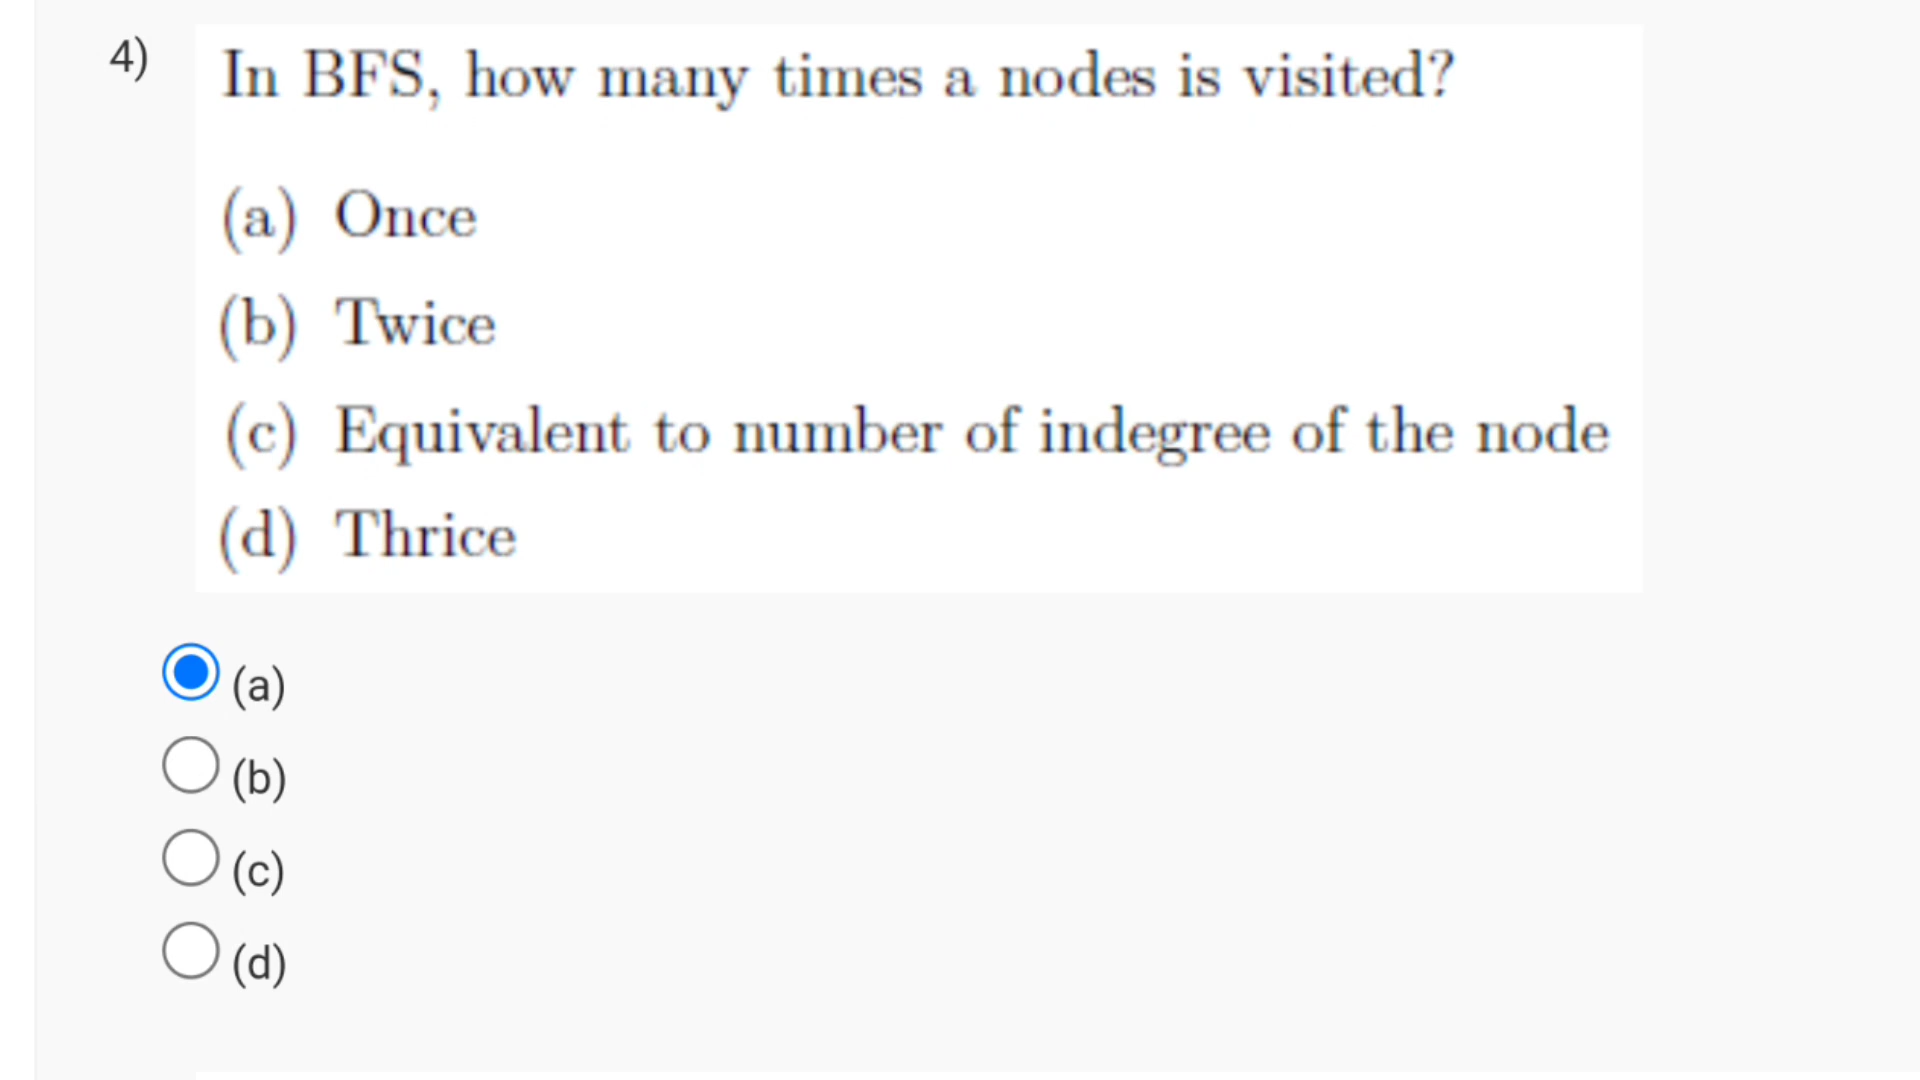 4) In BFS, how many times a nodes is visited?
(a) Once
(b) Twice
(c) Equivalent to number of indegree of the node
(d) Thrice
(a)
(b)
(c)
(d)